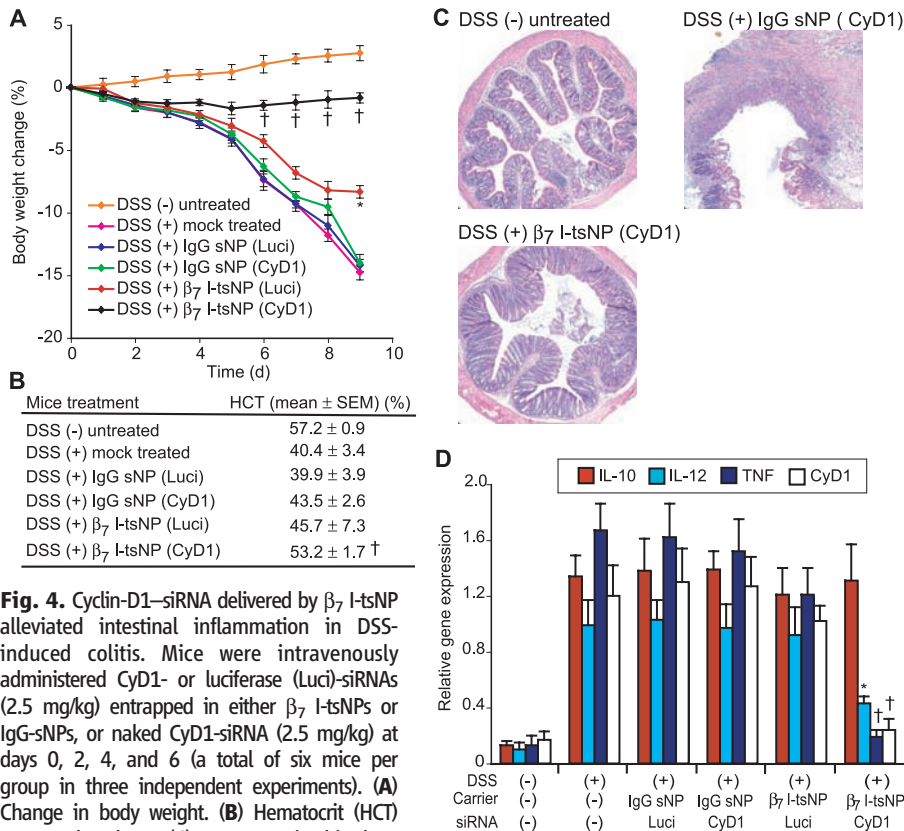 A
Body weight change (%)
5
0
-5
-10
-15
-20
0 2 4 6 8 10
Time (d)
† † † †
*
DSS (-) untreated
DSS (+) mock treated
DSS (+) IgG sNP (Luci)
DSS (+) IgG sNP (CyD1)
DSS (+) β7 I-tsNP (Luci)
DSS (+) β7 I-tsNP (CyD1)
B
Mice treatment HCT (mean ± SEM) (%)
DSS (-) untreated 57.2 ± 0.9
DSS (+) mock treated 40.4 ± 3.4
DSS (+) IgG sNP (Luci) 39.9 ± 3.9
DSS (+) IgG sNP (CyD1) 43.5 ± 2.6
DSS (+) β7 I-tsNP (Luci) 45.7 ± 7.3
DSS (+) β7 I-tsNP (CyD1) 53.2 ± 1.7 †
Fig. 4. Cyclin-D1–siRNA delivered by β7 I-tsNP
alleviated intestinal inflammation in DSS-
induced colitis. Mice were intravenously
administered CyD1- or luciferase (Luci)-siRNAs
(2.5 mg/kg) entrapped in either β7 I-tsNPs or
IgG-sNPs, or naked CyD1-siRNA (2.5 mg/kg) at
days 0, 2, 4, and 6 (a total of six mice per
group in three independent experiments). (A)
Change in body weight. (B) Hematocrit (HCT)
C
DSS (-) untreated
DSS (+) IgG sNP ( CyD1)
DSS (+) β7 I-tsNP (CyD1)
D
IL-10 IL-12 TNF CyD1
Relative gene expression
2.0
1.6
1.2
0.8
0.4
0
* † †
DSS (-) (+) (+) (+) (+) (+)
Carrier (-) (-) IgG sNP IgG sNP β7 I-tsNP β7 I-tsNP
siRNA (-) (-) Luci CyD1 Luci CyD1